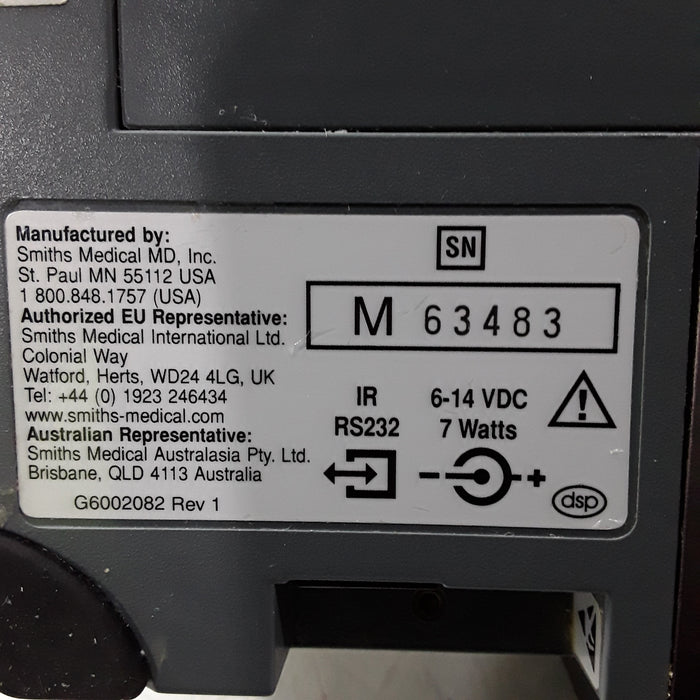 Manufactured by:
Smiths Medical MD, Inc.
St. Paul MN 55112 USA
1 800.848.1757 (USA)
Authorized EU Representative:
Smiths Medical International Ltd.
Colonial Way
Watford, Herts, WD24 4LG, UK
Tel: +44 (0) 1923 246434
www.smiths-medical.com
Australian Representative:
Smiths Medical Australasia Pty. Ltd.
Brisbane, QLD 4113 Australia
G6002082 Rev 1
SN
M 63483
IR
RS232
6-14 VDC
7 Watts
- +
dsp